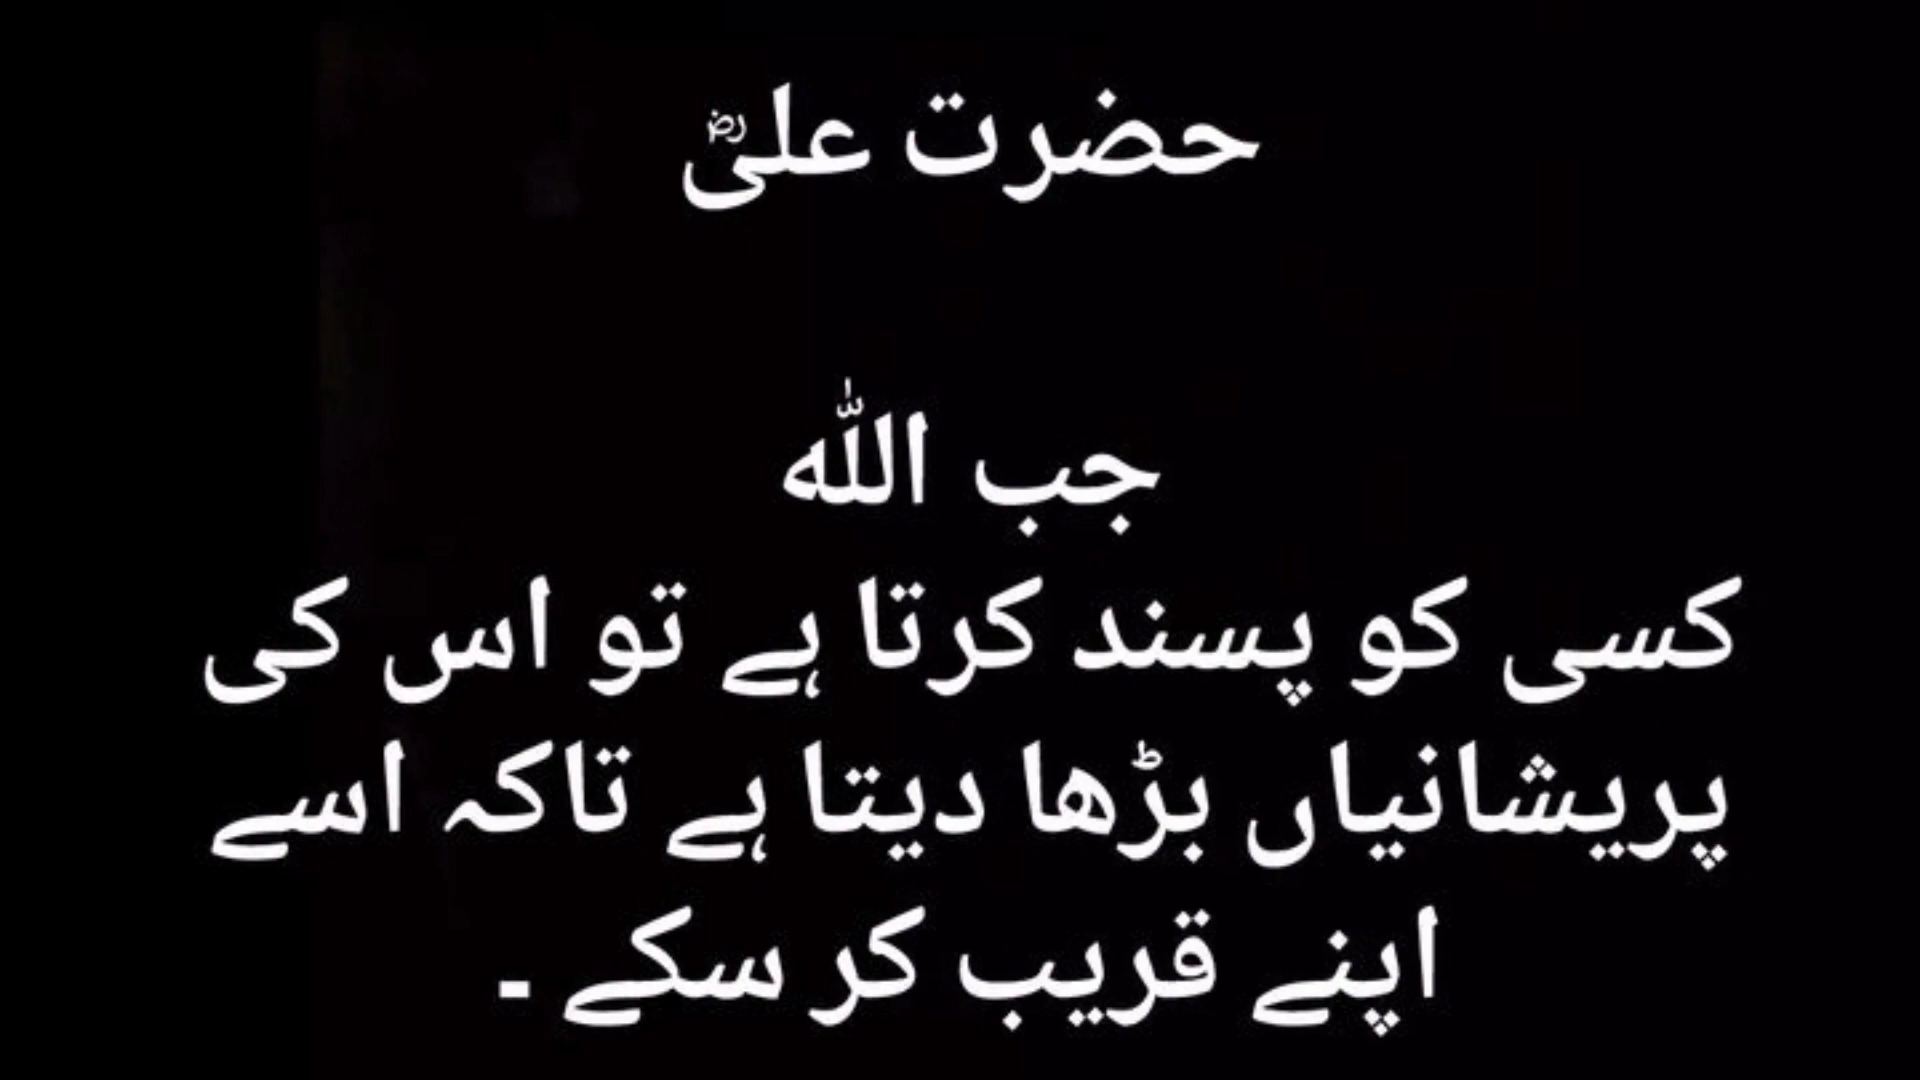 حضرت علیؓ
جب اللّٰه
کسی کو پسند کرتا ہے تو اس کی
پریشانیاں بڑھا دیتا ہے تاکہ اسے
اپنے قریب کر سکے ۔